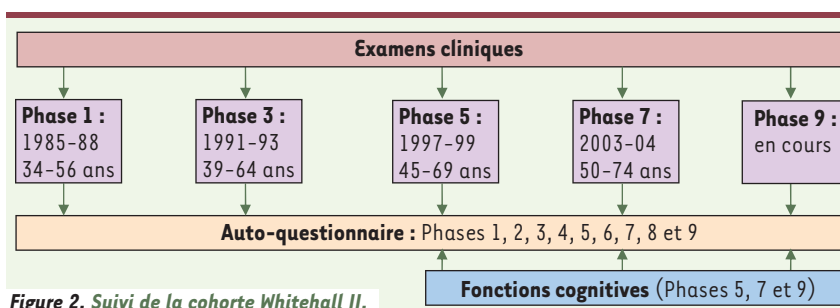 Examens cliniques
Phase 1 :
1985-88
34-56 ans
Phase 3 :
1991-93
39-64 ans
Phase 5 :
1997-99
45-69 ans
Phase 7 :
2003-04
50-74 ans
Phase 9 :
en cours
Auto-questionnaire : Phases 1, 2, 3, 4, 5, 6, 7, 8 et 9
Fonctions cognitives (Phases 5, 7 et 9)
Figure 2. Suivi de la cohorte Whitehall II.